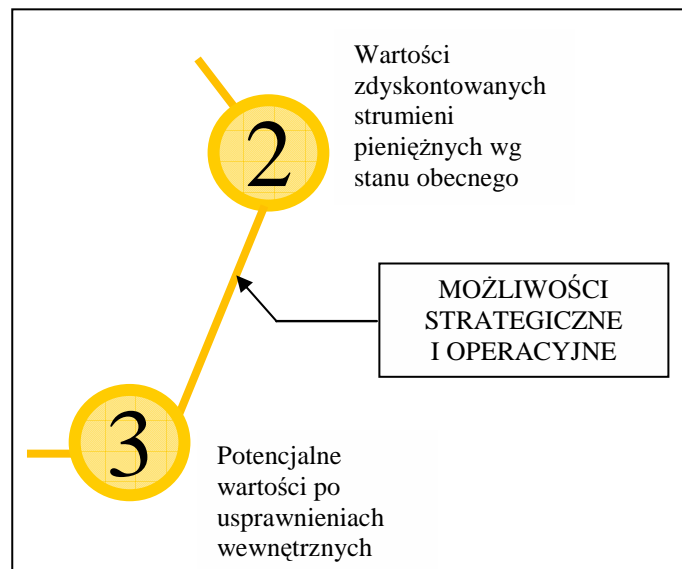 2
Wartości
zdyskontowanych
strumieni
pieniężnych wg
stanu obecnego
MOŻLIWOŚCI
STRATEGICZNE
I OPERACYJNE
3
Potencjalne
wartości po
usprawnieniach
wewnętrznych